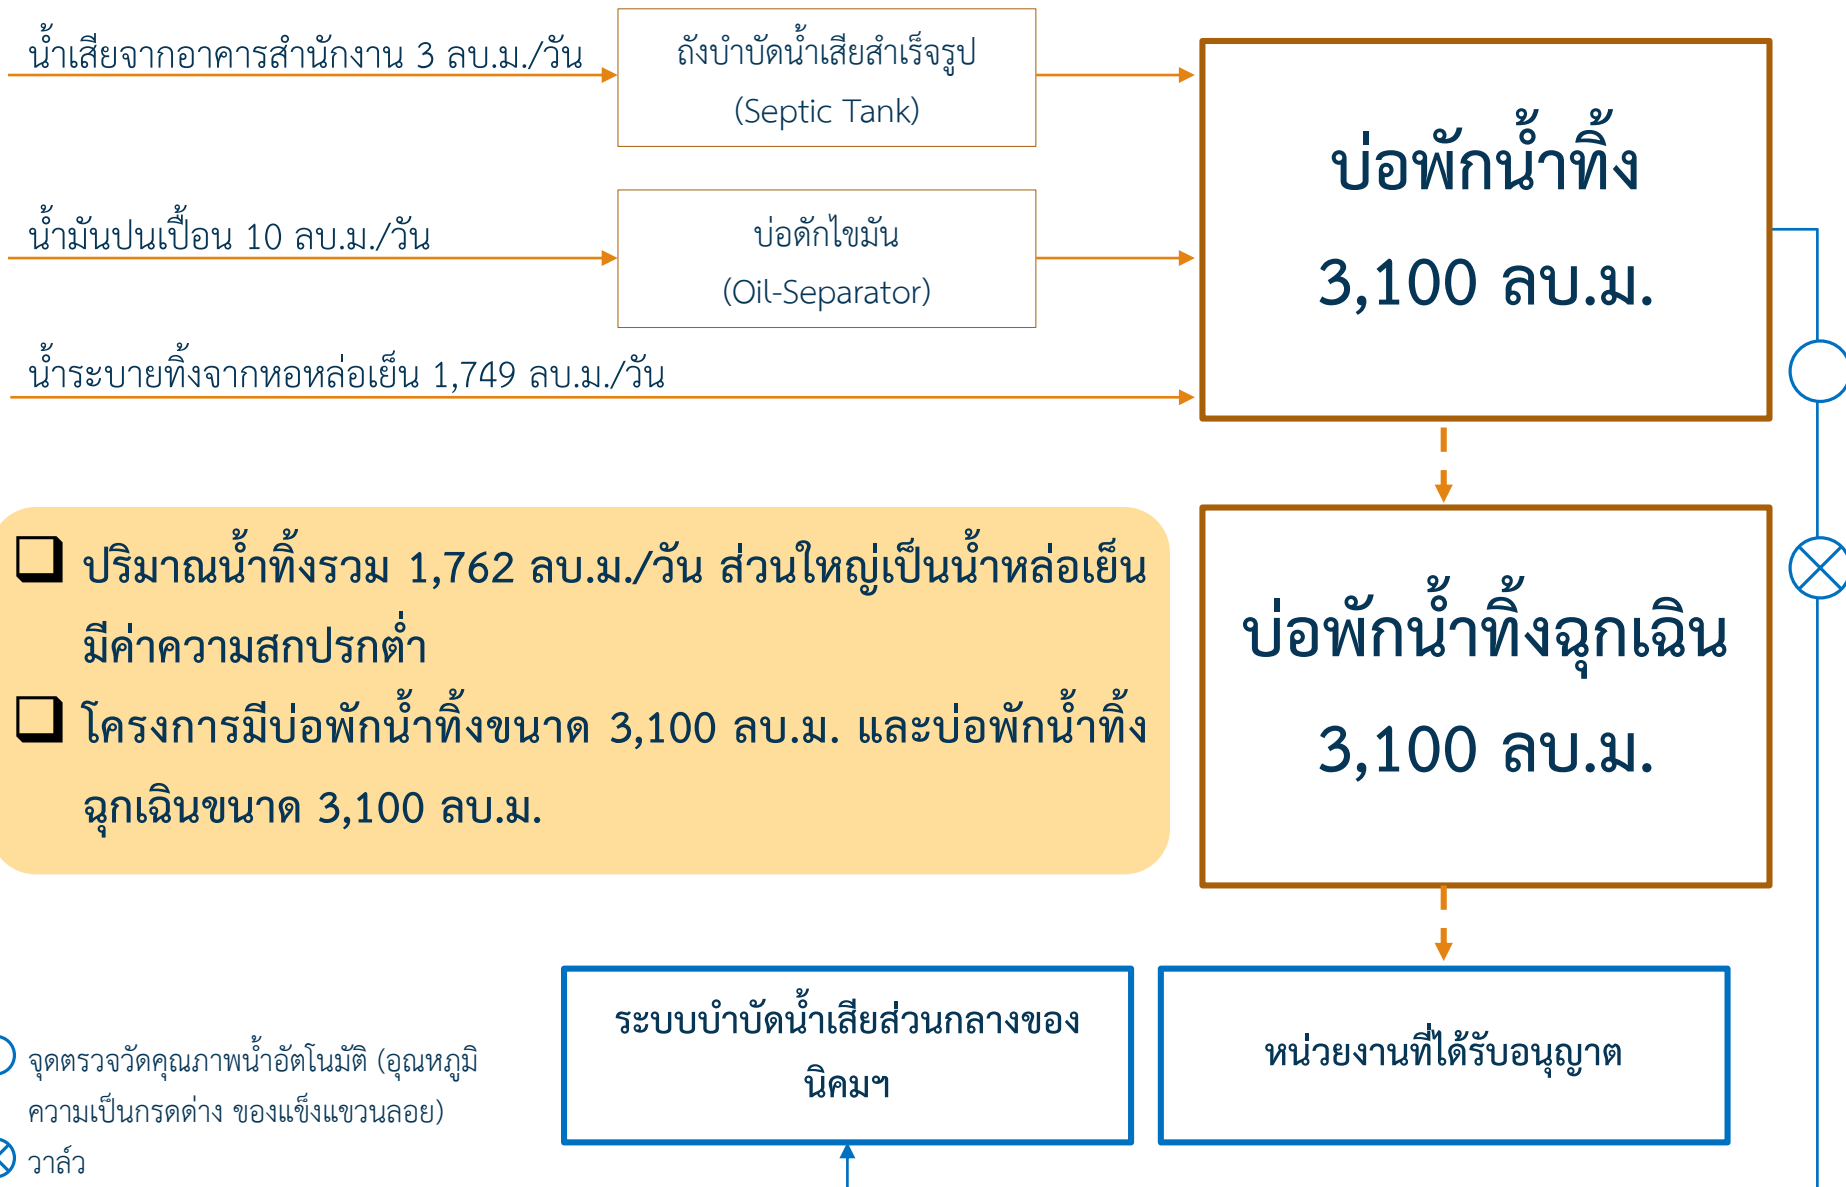 น้ำเสียจากอาคารสำนักงาน 3 ลบ.ม./วัน
ถังบำบัดน้ำเสียสำเร็จรูป
(Septic Tank)
น้ำมันปนเปื้อน 10 ลบ.ม./วัน
บ่อดักไขมัน
(Oil-Separator)
น้ำระบายทิ้งจากหอหล่อเย็น 1,749 ลบ.ม./วัน
บ่อพักน้ำทิ้ง
3,100 ลบ.ม.
ปริมาณน้ำทิ้งรวม 1,762 ลบ.ม./วัน ส่วนใหญ่เป็นน้ำหล่อเย็น
มีค่าความสกปรกต่ำ
โครงการมีบ่อพักน้ำทิ้งขนาด 3,100 ลบ.ม. และบ่อพักน้ำทิ้ง
ฉุกเฉินขนาด 3,100 ลบ.ม.
บ่อพักน้ำทิ้งฉุกเฉิน
3,100 ลบ.ม.
ระบบบำบัดน้ำเสียส่วนกลางของ
นิคมฯ
หน่วยงานที่ได้รับอนุญาต
จุดตรวจวัดคุณภาพน้ำอัตโนมัติ (อุณหภูมิ
ความเป็นกรดด่าง ของแข็งแขวนลอย)
วาล์ว